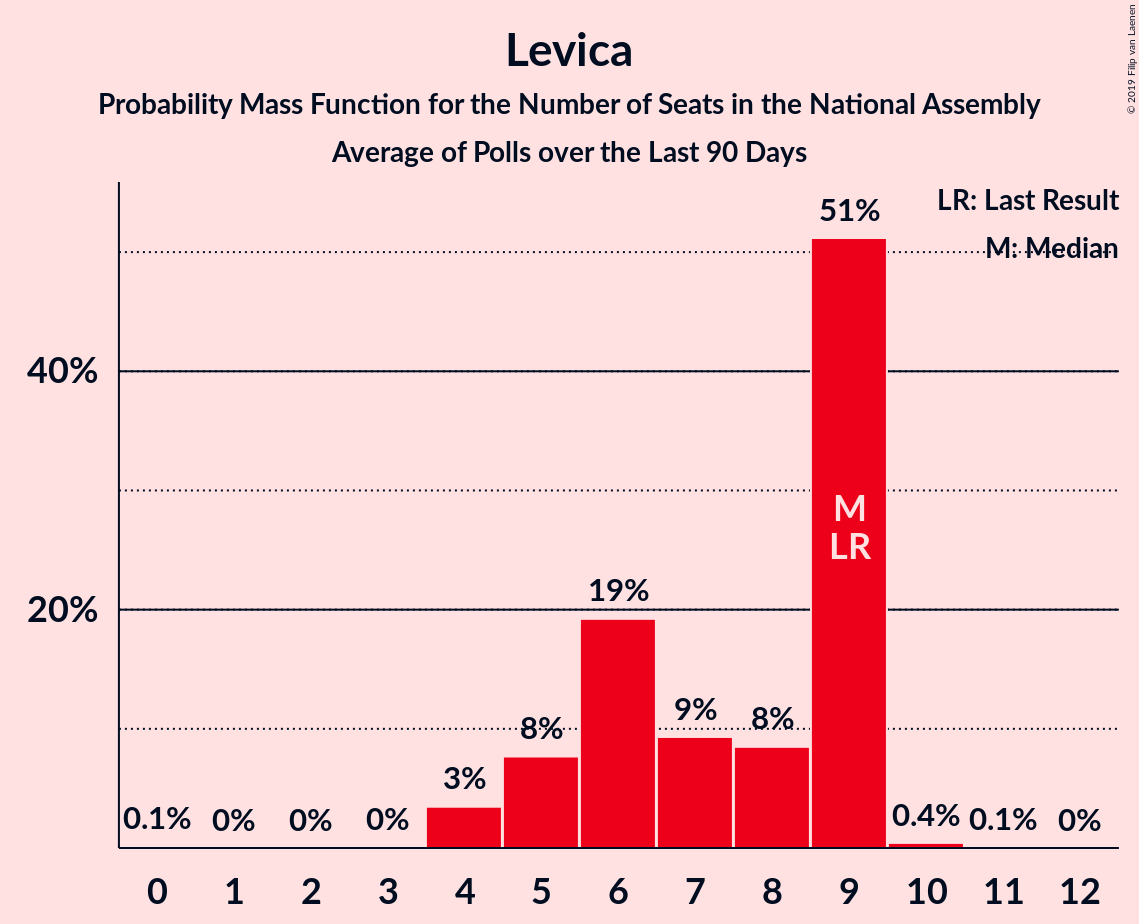 Levica
Probability Mass Function for the Number of Seats in the National Assembly
Average of Polls over the Last 90 Days
© 2019 Filip van Laenen
LR: Last Result
M: Median
40%
20%
0.1%
0%
0%
0%
3%
8%
19%
9%
8%
51%
0.4%
0.1%
0%
M
LR
0 1 2 3 4 5 6 7 8 9 10 11 12